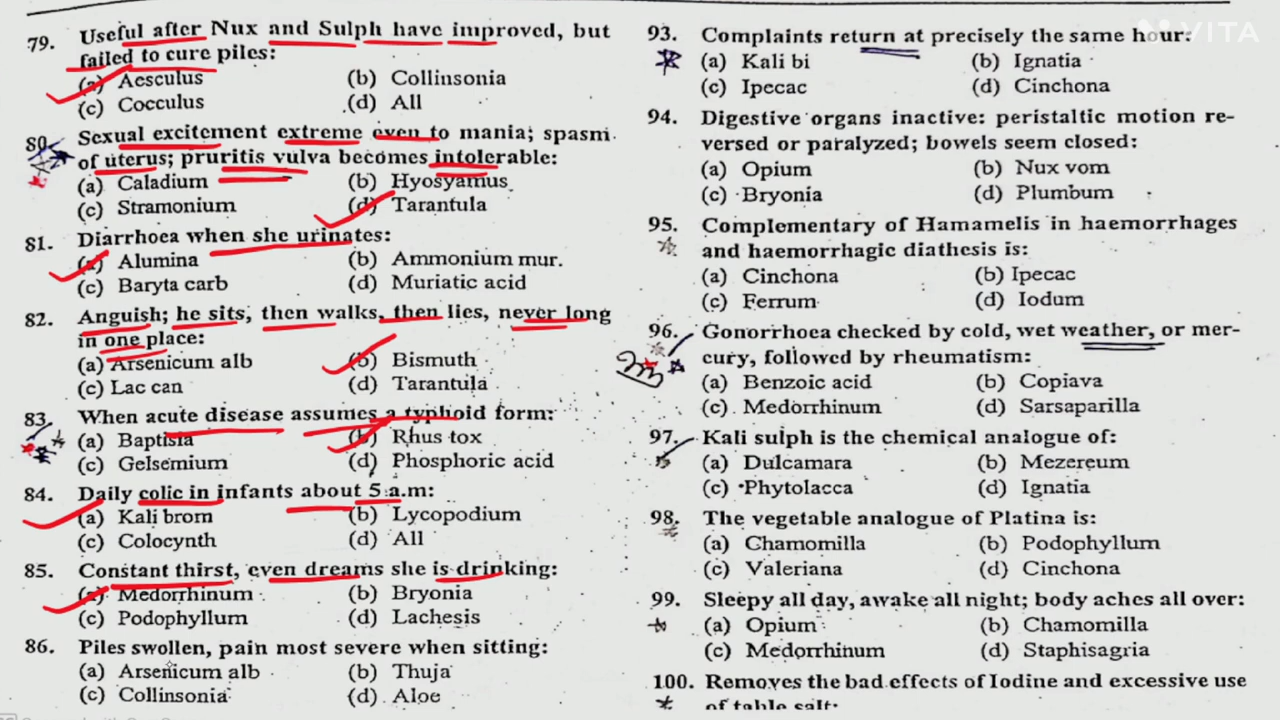 79. Useful after Nux and Sulph have improved, but
failed to cure piles:
(a) Aesculus (b) Collinsonia
(c) Cocculus (d) All
80. Sexual excitement extreme even to mania; spasm
of uterus; pruritis vulva becomes intolerable:
(a) Caladium (b) Hyosyamus
(c) Stramonium (d) Tarantula
81. Diarrhoea when she urinates:
(a) Alumina (b) Ammonium mur.
(c) Baryta carb (d) Muriatic acid
82. Anguish; he sits, then walks, then lies, never long
in one place:
(a) Arsenicum alb (b) Bismuth
(c) Lac can (d) Tarantula
83. When acute disease assumes a typhoid form:
(a) Baptisia (b) Rhus tox
(c) Gelsemium (d) Phosphoric acid
84. Daily colic in infants about 5 a.m:
(a) Kali brom (b) Lycopodium
(c) Colocynth (d) All
85. Constant thirst, even dreams she is drinking:
(a) Medorrhinum (b) Bryonia
(c) Podophyllum (d) Lachesis
86. Piles swollen, pain most severe when sitting:
(a) Arsenicum alb (b) Thuja
(c) Collinsonia (d) Aloe
VITA
93. Complaints return at precisely the same hour:
(a) Kali bi (b) Ignatia
(c) Ipecac (d) Cinchona
94. Digestive organs inactive: peristaltic motion re-
versed or paralyzed; bowels seem closed:
(a) Opium (b) Nux vom
(c) Bryonia (d) Plumbum
95. Complementary of Hamamelis in haemorrhages
and haemorrhagic diathesis is:
(a) Cinchona (b) Ipecac
(c) Ferrum (d) Iodum
96. Gonorrhoea checked by cold, wet weather, or mer-
cury, followed by rheumatism:
(a) Benzoic acid (b) Copiava
(c) Medorrhinum (d) Sarsaparilla
97. Kali sulph is the chemical analogue of:
(a) Dulcamara (b) Mezereum
(c) Phytolacca (d) Ignatia
98. The vegetable analogue of Platina is:
(a) Chamomilla (b) Podophyllum
(c) Valeriana (d) Cinchona
99. Sleepy all day, awake all night; body aches all over:
(a) Opium (b) Chamomilla
(c) Medorrhinum (d) Staphisagria
100. Removes the bad effects of Iodine and excessive use
of table salt: